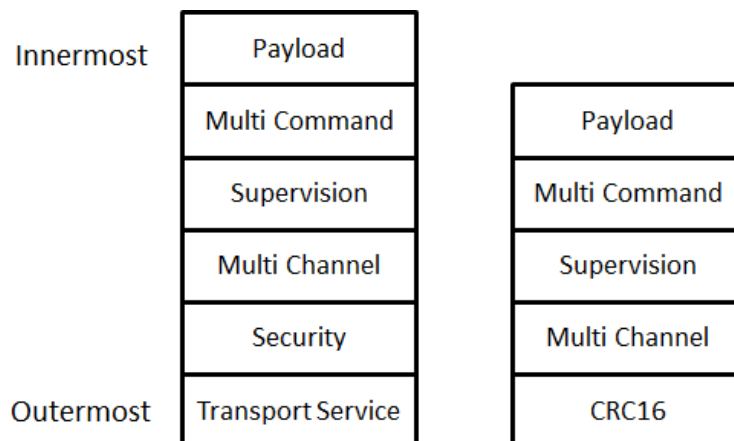 Innermost
Payload
Multi Command
Supervision
Multi Channel
Security
Outermost
Transport Service
Payload
Multi Command
Supervision
Multi Channel
CRC16